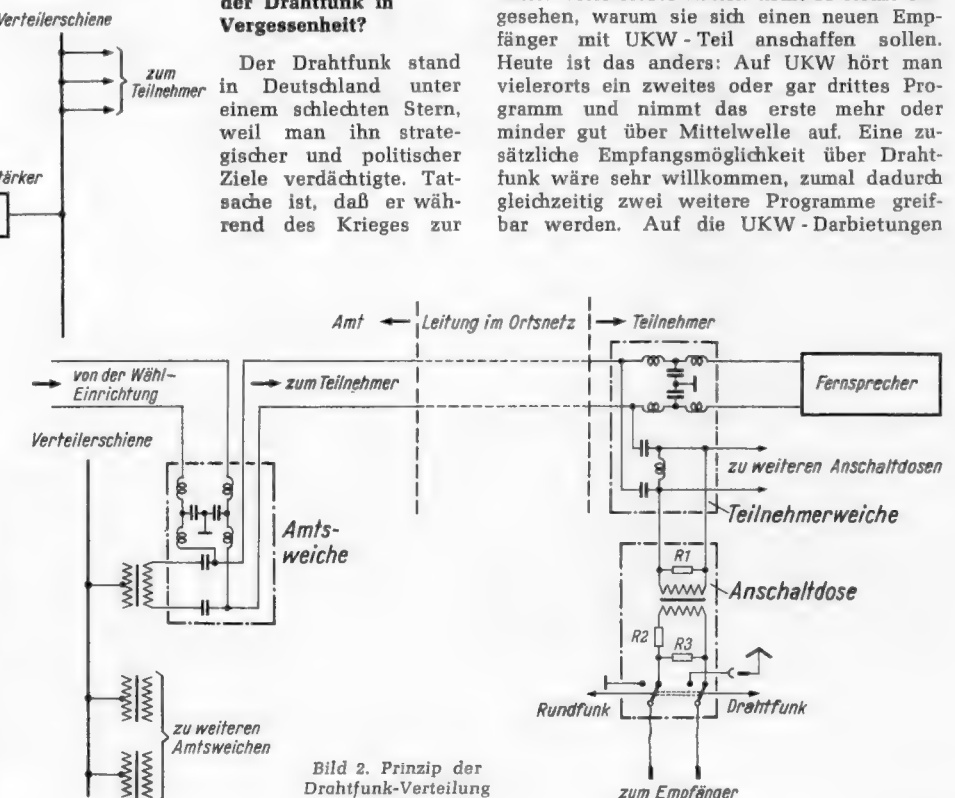 Verteilerschiene
zum
Teilnehmer
der Drahtfunk in
Vergessenheit?
Der Drahtfunk stand
in Deutschland unter
einem schlechten Stern,
weil man ihn strate-
gischer und politischer
Ziele verdächtigte. Tat-
sache ist, daß er wäh-
rend des Krieges zur
gesehen, warum sie sich einen neuen Emp-
fänger mit UKW - Teil anschaffen sollen.
Heute ist das anders: Auf UKW hört man
vielerorts ein zweites oder gar drittes Pro-
gramm und nimmt das erste mehr oder
minder gut über Mittelwelle auf. Eine zu-
sätzliche Empfangsmöglichkeit über Draht-
funk wäre sehr willkommen, zumal dadurch
gleichzeitig zwei weitere Programme greif-
bar werden. Auf die UKW - Darbietungen
tärker
Amt
Leitung im Ortsnetz
Teilnehmer
von der Wähl-
Einrichtung
zum Teilnehmer
Fernsprecher
Verteilerschiene
zu weiteren Anschaltdosen
Teilnehmerweiche
Amts-
weiche
R1
Anschaltdose
R2
R3
Rundfunk
Drahtfunk
zu weiteren
Amtsweichen
Bild 2. Prinzip der
Drahtfunk-Verteilung
zum Empfänger